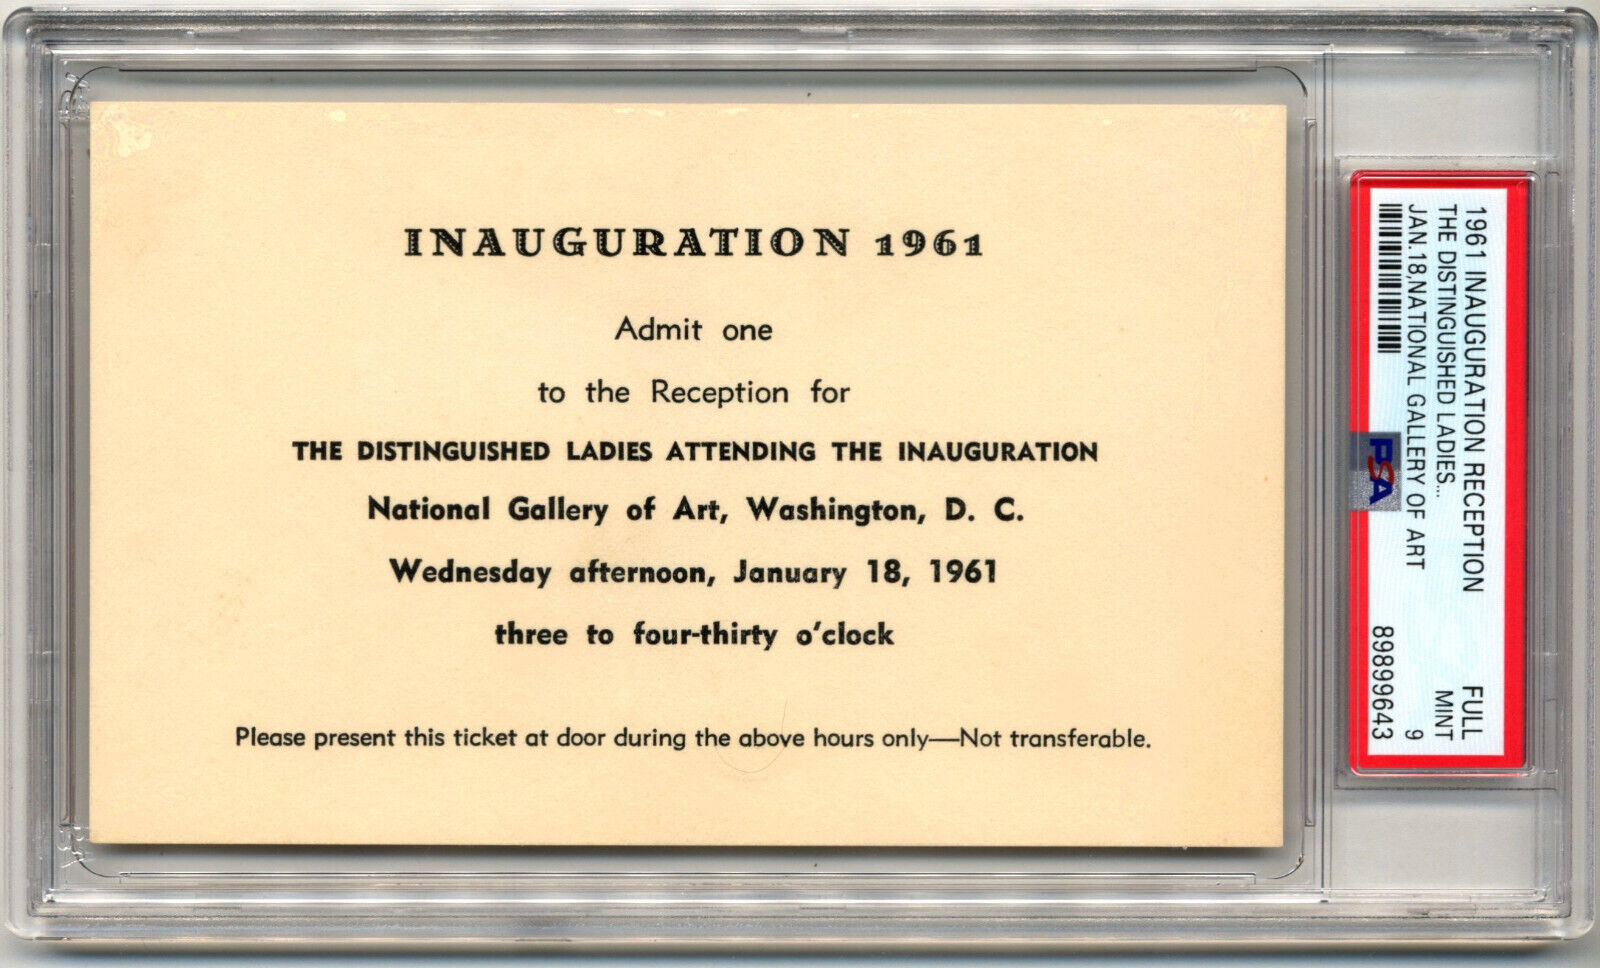 INAUGURATION 1961
Admit one
to the Reception for
THE DISTINGUISHED LADIES ATTENDING THE INAUGURATION
National Gallery of Art, Washington, D. C.
Wednesday afternoon, January 18, 1961
three to four-thirty o'clock
Please present this ticket at door during the above hours only—Not transferable.
1961 INAUGURATION RECEPTION FULL
THE DISTINGUISHED LADIES... MINT
JAN.18,NATIONAL GALLERY OF ART 9
89899643
PSA